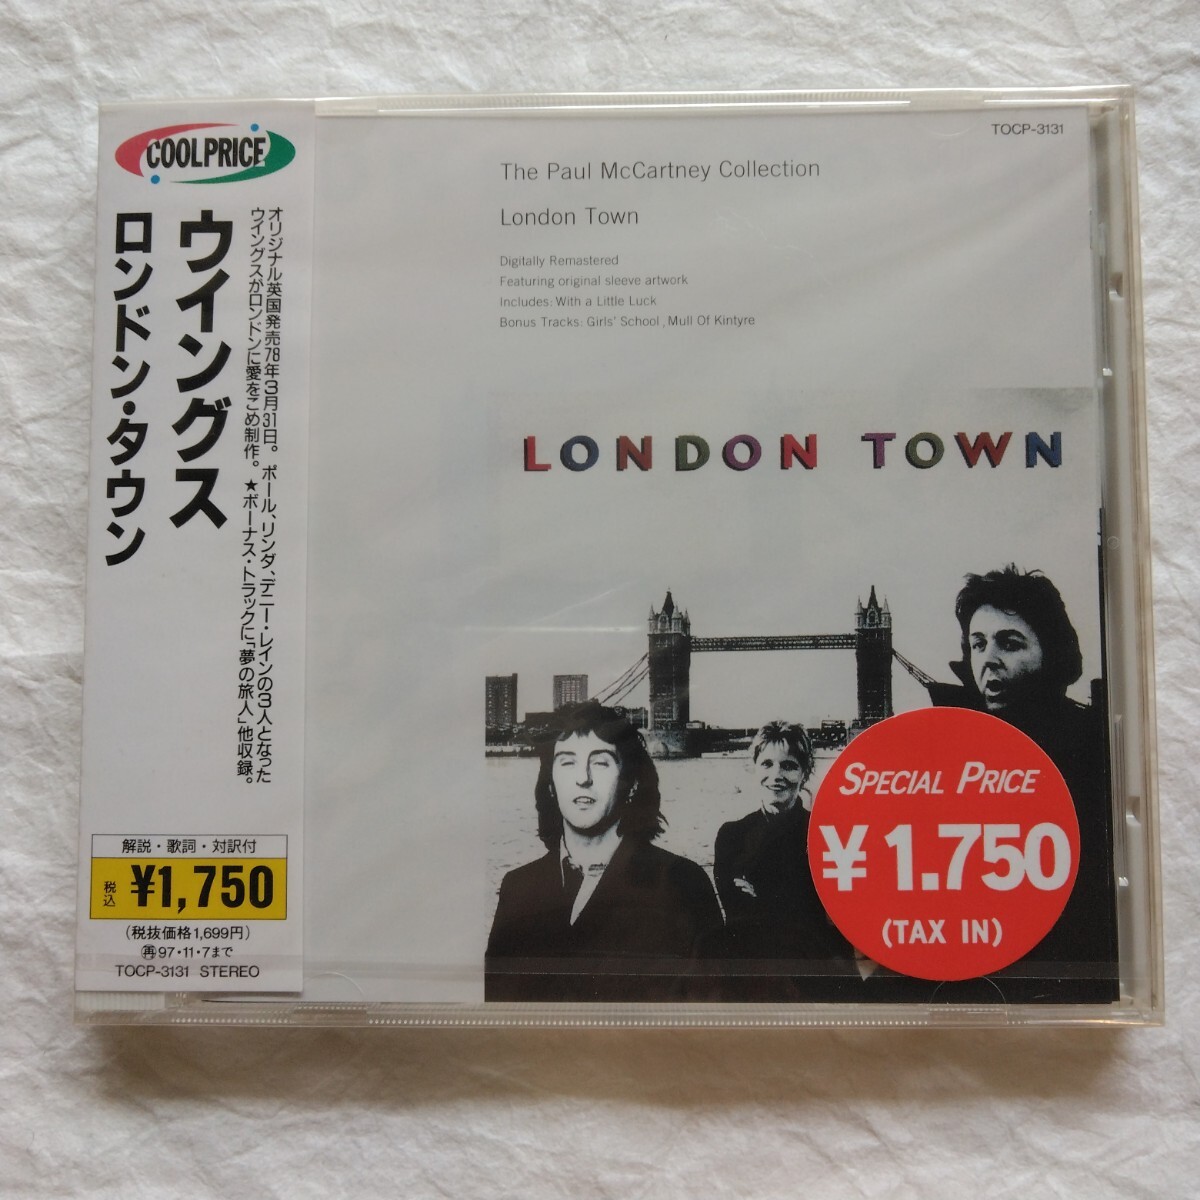 COOLPRICE
ウイングス
ロンドン・タウン
オリジナル英国発売78年3月31日。ポール、リンダ、デニー・レインの3人となった
ウイングスがロンドンに愛をこめ制作。★ボーナス・トラックに「夢の旅人」他収録。
解説・歌詞・対訳付
税込 ¥1,750
(税抜価格1,699円)
再97・11・7まで
TOCP-3131 STEREO
TOCP-3131
The Paul McCartney Collection
London Town
Digitally Remastered
Featuring original sleeve artwork
Includes: With a Little Luck
Bonus Tracks: Girls' School , Mull Of Kintyre
LONDON TOWN
SPECIAL PRICE
¥1.750
(TAX IN)